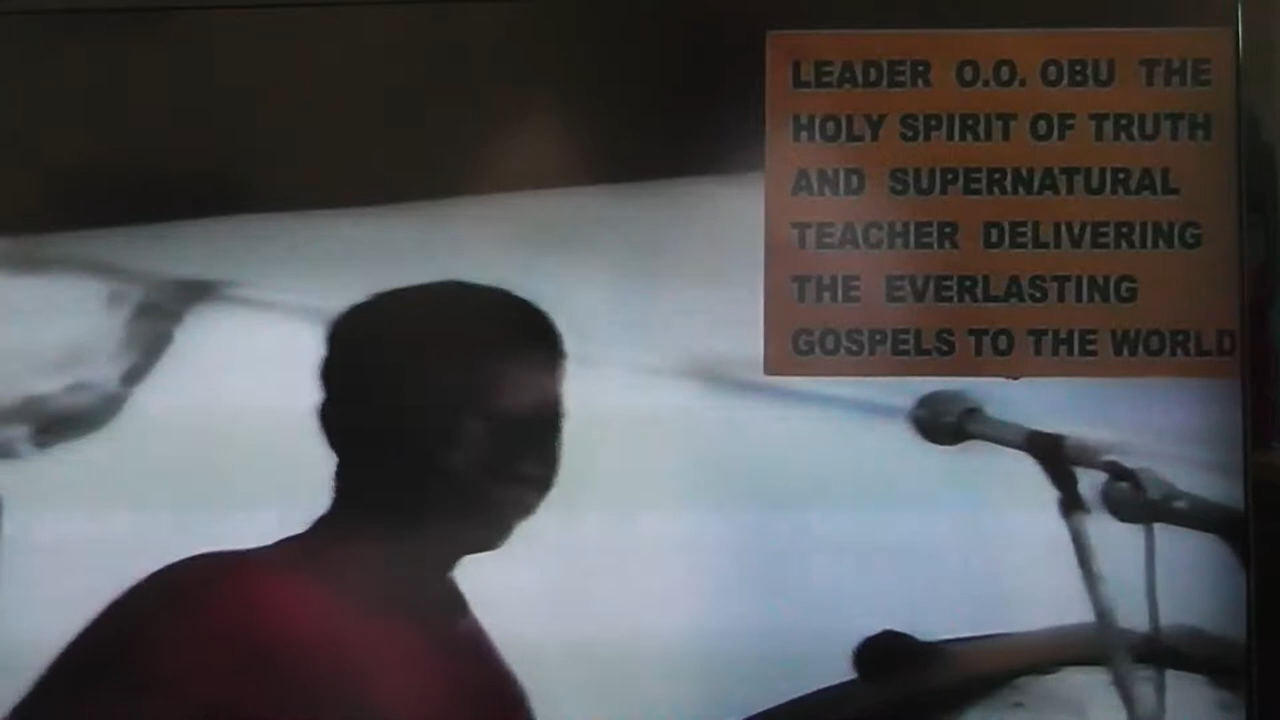 LEADER O.O. OBU THE
HOLY SPIRIT OF TRUTH
AND SUPERNATURAL
TEACHER DELIVERING
THE EVERLASTING
GOSPELS TO THE WORLD